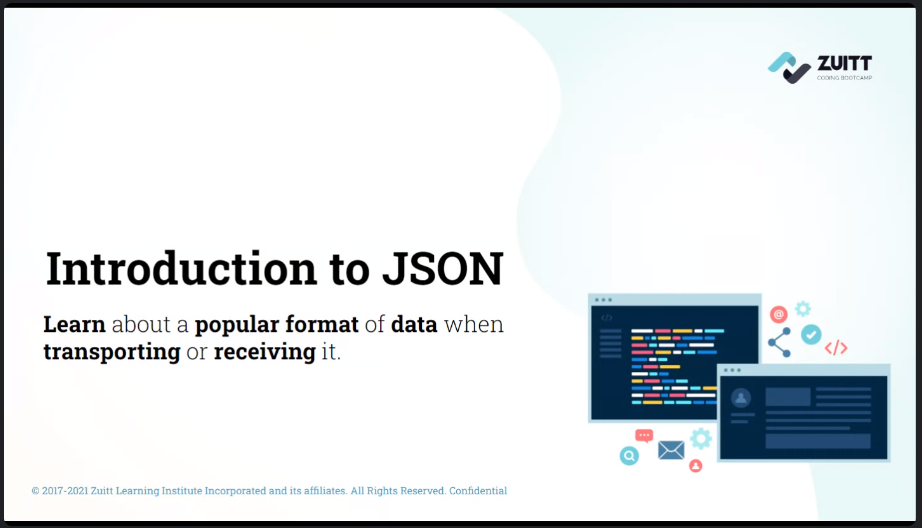 ZUITT
CODING BOOTCAMP
Introduction to JSON
Learn about a popular format of data when
transporting or receiving it.
</>
@
</>
© 2017-2021 Zuitt Learning Institute Incorporated and its affiliates. All Rights Reserved. Confidential